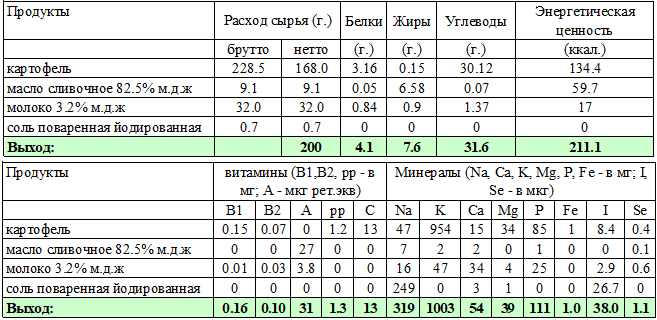 Продукты Расход сырья (г.) Белки Жиры Углеводы Энергетическая ценность
брутто нетто (г.) (г.) (г.) (ккал.)
картофель 228.5 168.0 3.16 0.15 30.12 134.4
масло сливочное 82.5% м.д.ж 9.1 9.1 0.05 6.58 0.07 59.7
молоко 3.2% м.д.ж 32.0 32.0 0.84 0.9 1.37 17
соль поваренная йодированная 0.7 0.7 0 0 0 0
Выход: 200 4.1 7.6 31.6 211.1
Продукты витамины (B1,B2, pp - в мг; A - мкг рет.экв) Минералы (Na, Ca, K, Mg, P, Fe - в мг; I, Se - в мкг)
B1 B2 A pp C Na K Ca Mg P Fe I Se
картофель 0.15 0.07 0 1.2 13 47 954 15 34 85 1 8.4 0.4
масло сливочное 82.5% м.д.ж 0 0 27 0 0 7 2 2 0 1 0 0 0.1
молоко 3.2% м.д.ж 0.01 0.03 3.8 0 0 16 47 34 4 25 0 2.9 0.6
соль поваренная йодированная 0 0 0 0 0 249 0 3 1 0 0 26.7 0
Выход: 0.16 0.10 31 1.3 13 319 1003 54 39 111 1.0 38.0 1.1